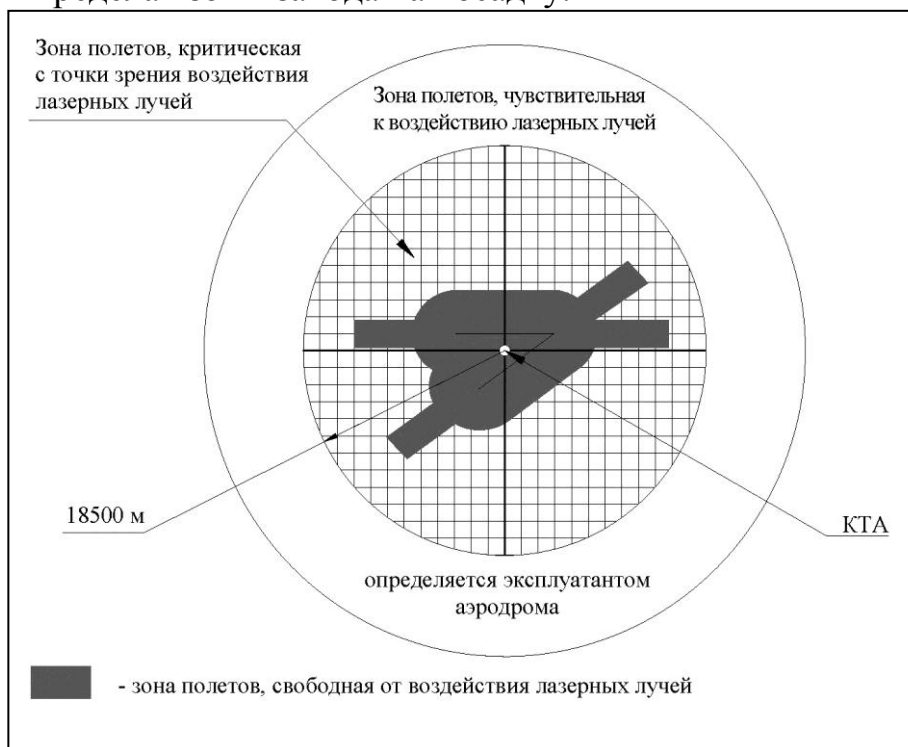 Зона полетов, критическая
с точки зрения воздействия
лазерных лучей
Зона полетов, чувствительная
к воздействию лазерных лучей
18500 м
КТА
определяется эксплуатантом
аэродрома
- зона полетов, свободная от воздействия лазерных лучей